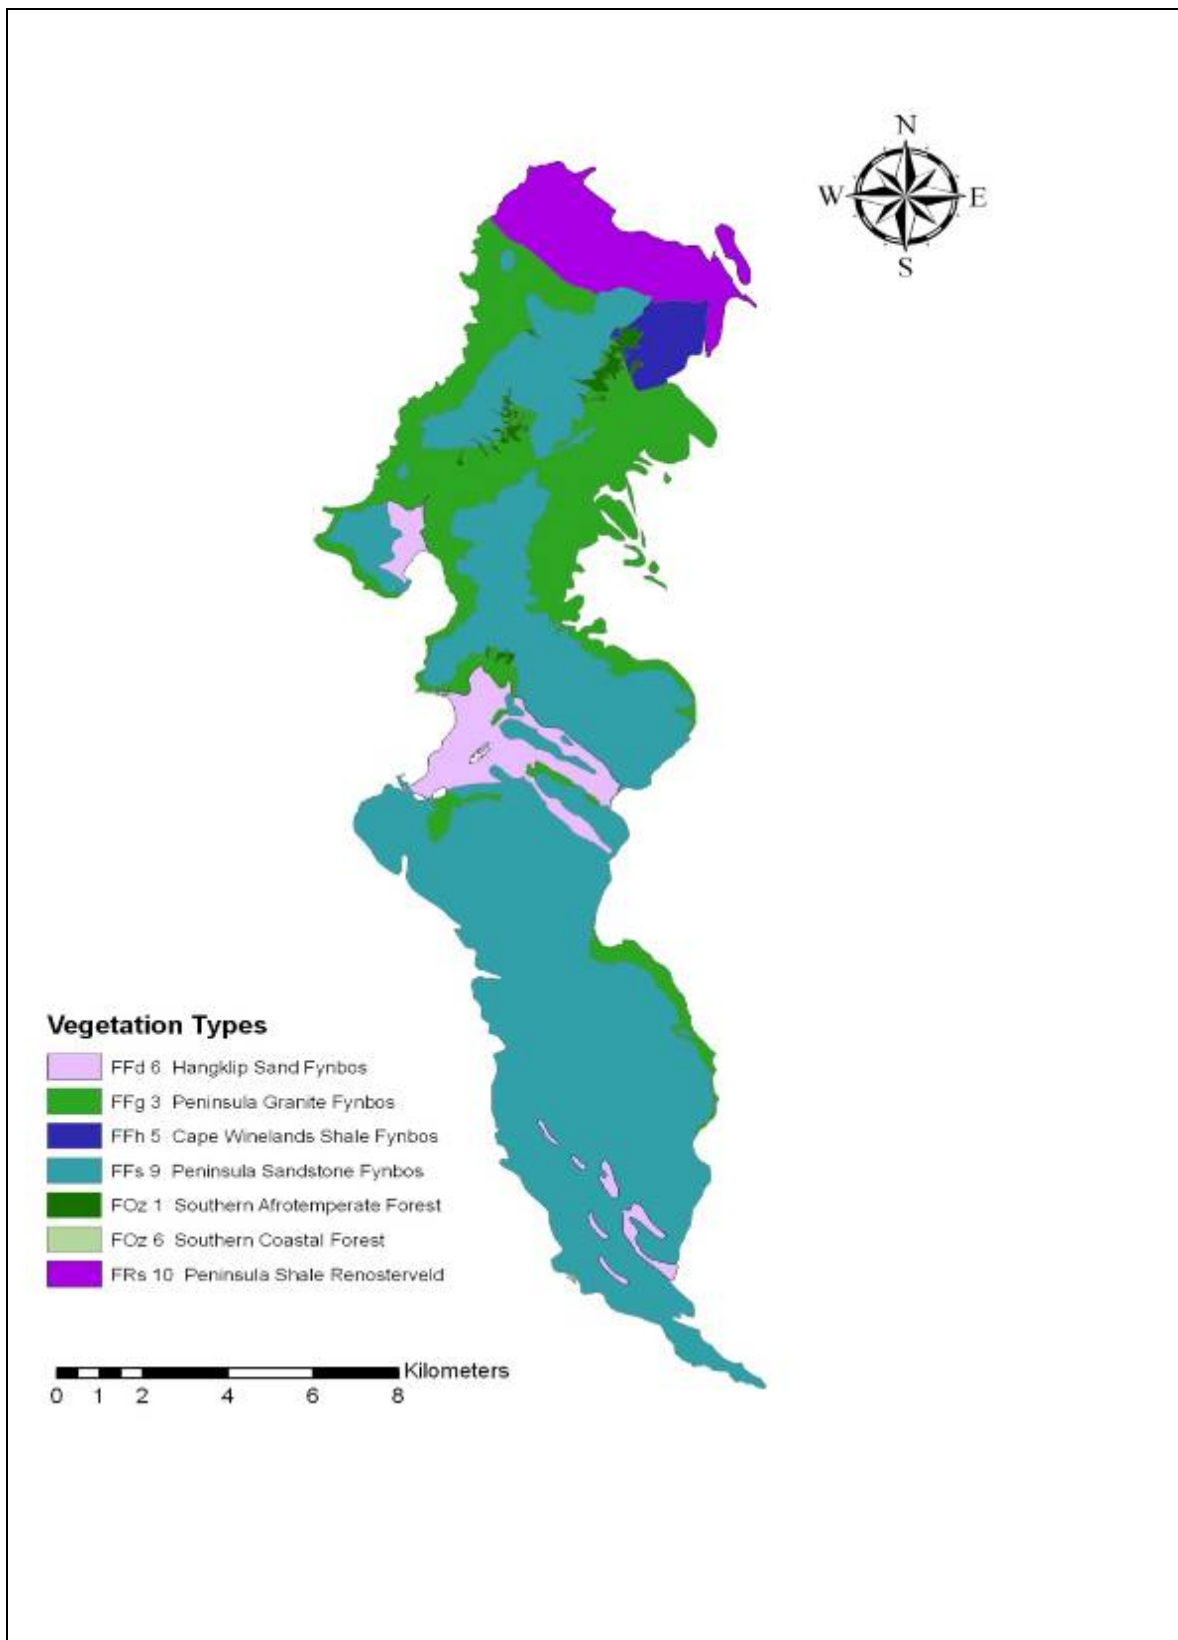 N
W E
S
Vegetation Types
FFd 6 Hangklip Sand Fynbos
FFg 3 Peninsula Granite Fynbos
FFh 5 Cape Winelands Shale Fynbos
FFs 9 Peninsula Sandstone Fynbos
FOz 1 Southern Afrotemperate Forest
FOz 6 Southern Coastal Forest
FRs 10 Peninsula Shale Renosterveld
Kilometers
0 1 2 4 6 8